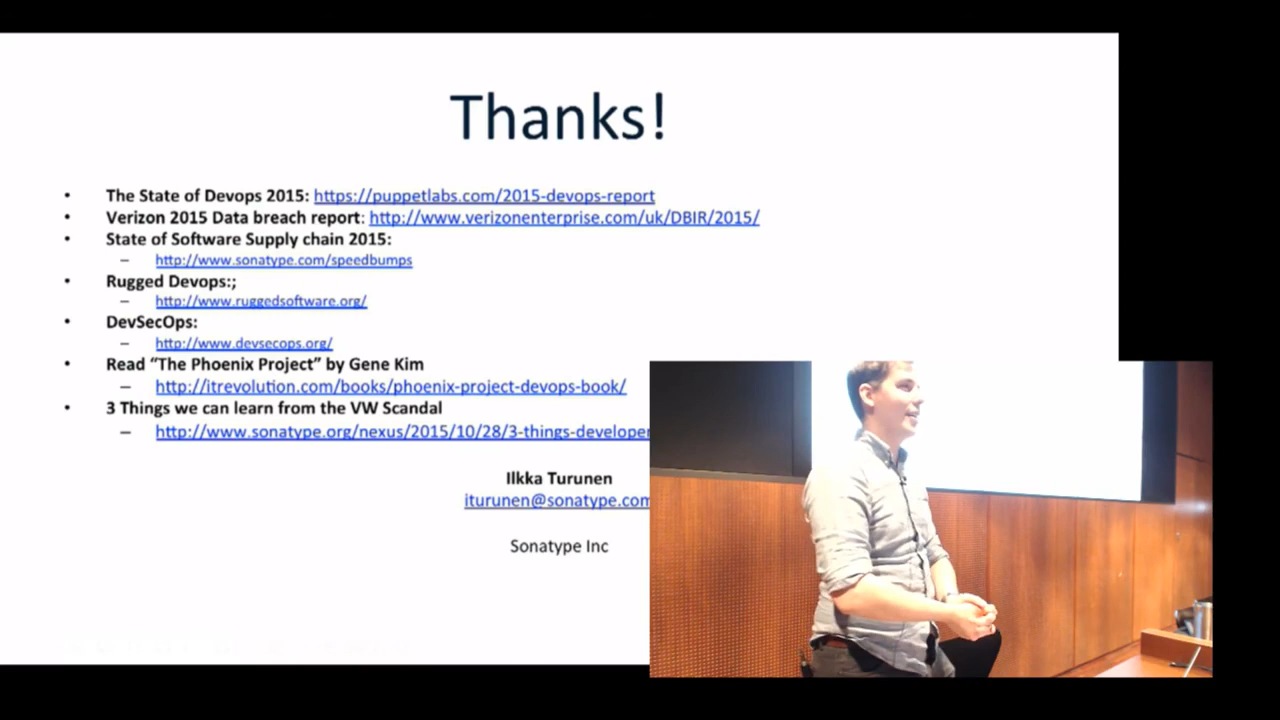 Thanks!
• The State of Devops 2015: https://puppetlabs.com/2015-devops-report
• Verizon 2015 Data breach report: http://www.verizonenterprise.com/uk/DBIR/2015/
• State of Software Supply chain 2015:
– http://www.sonatype.com/speedbumps
• Rugged Devops:;
– http://www.ruggedsoftware.org/
• DevSecOps:
– http://www.devsecops.org/
• Read “The Phoenix Project” by Gene Kim
– http://itrevolution.com/books/phoenix-project-devops-book/
• 3 Things we can learn from the VW Scandal
– http://www.sonatype.org/nexus/2015/10/28/3-things-developer
Ilkka Turunen
iturunen@sonatype.com
Sonatype Inc